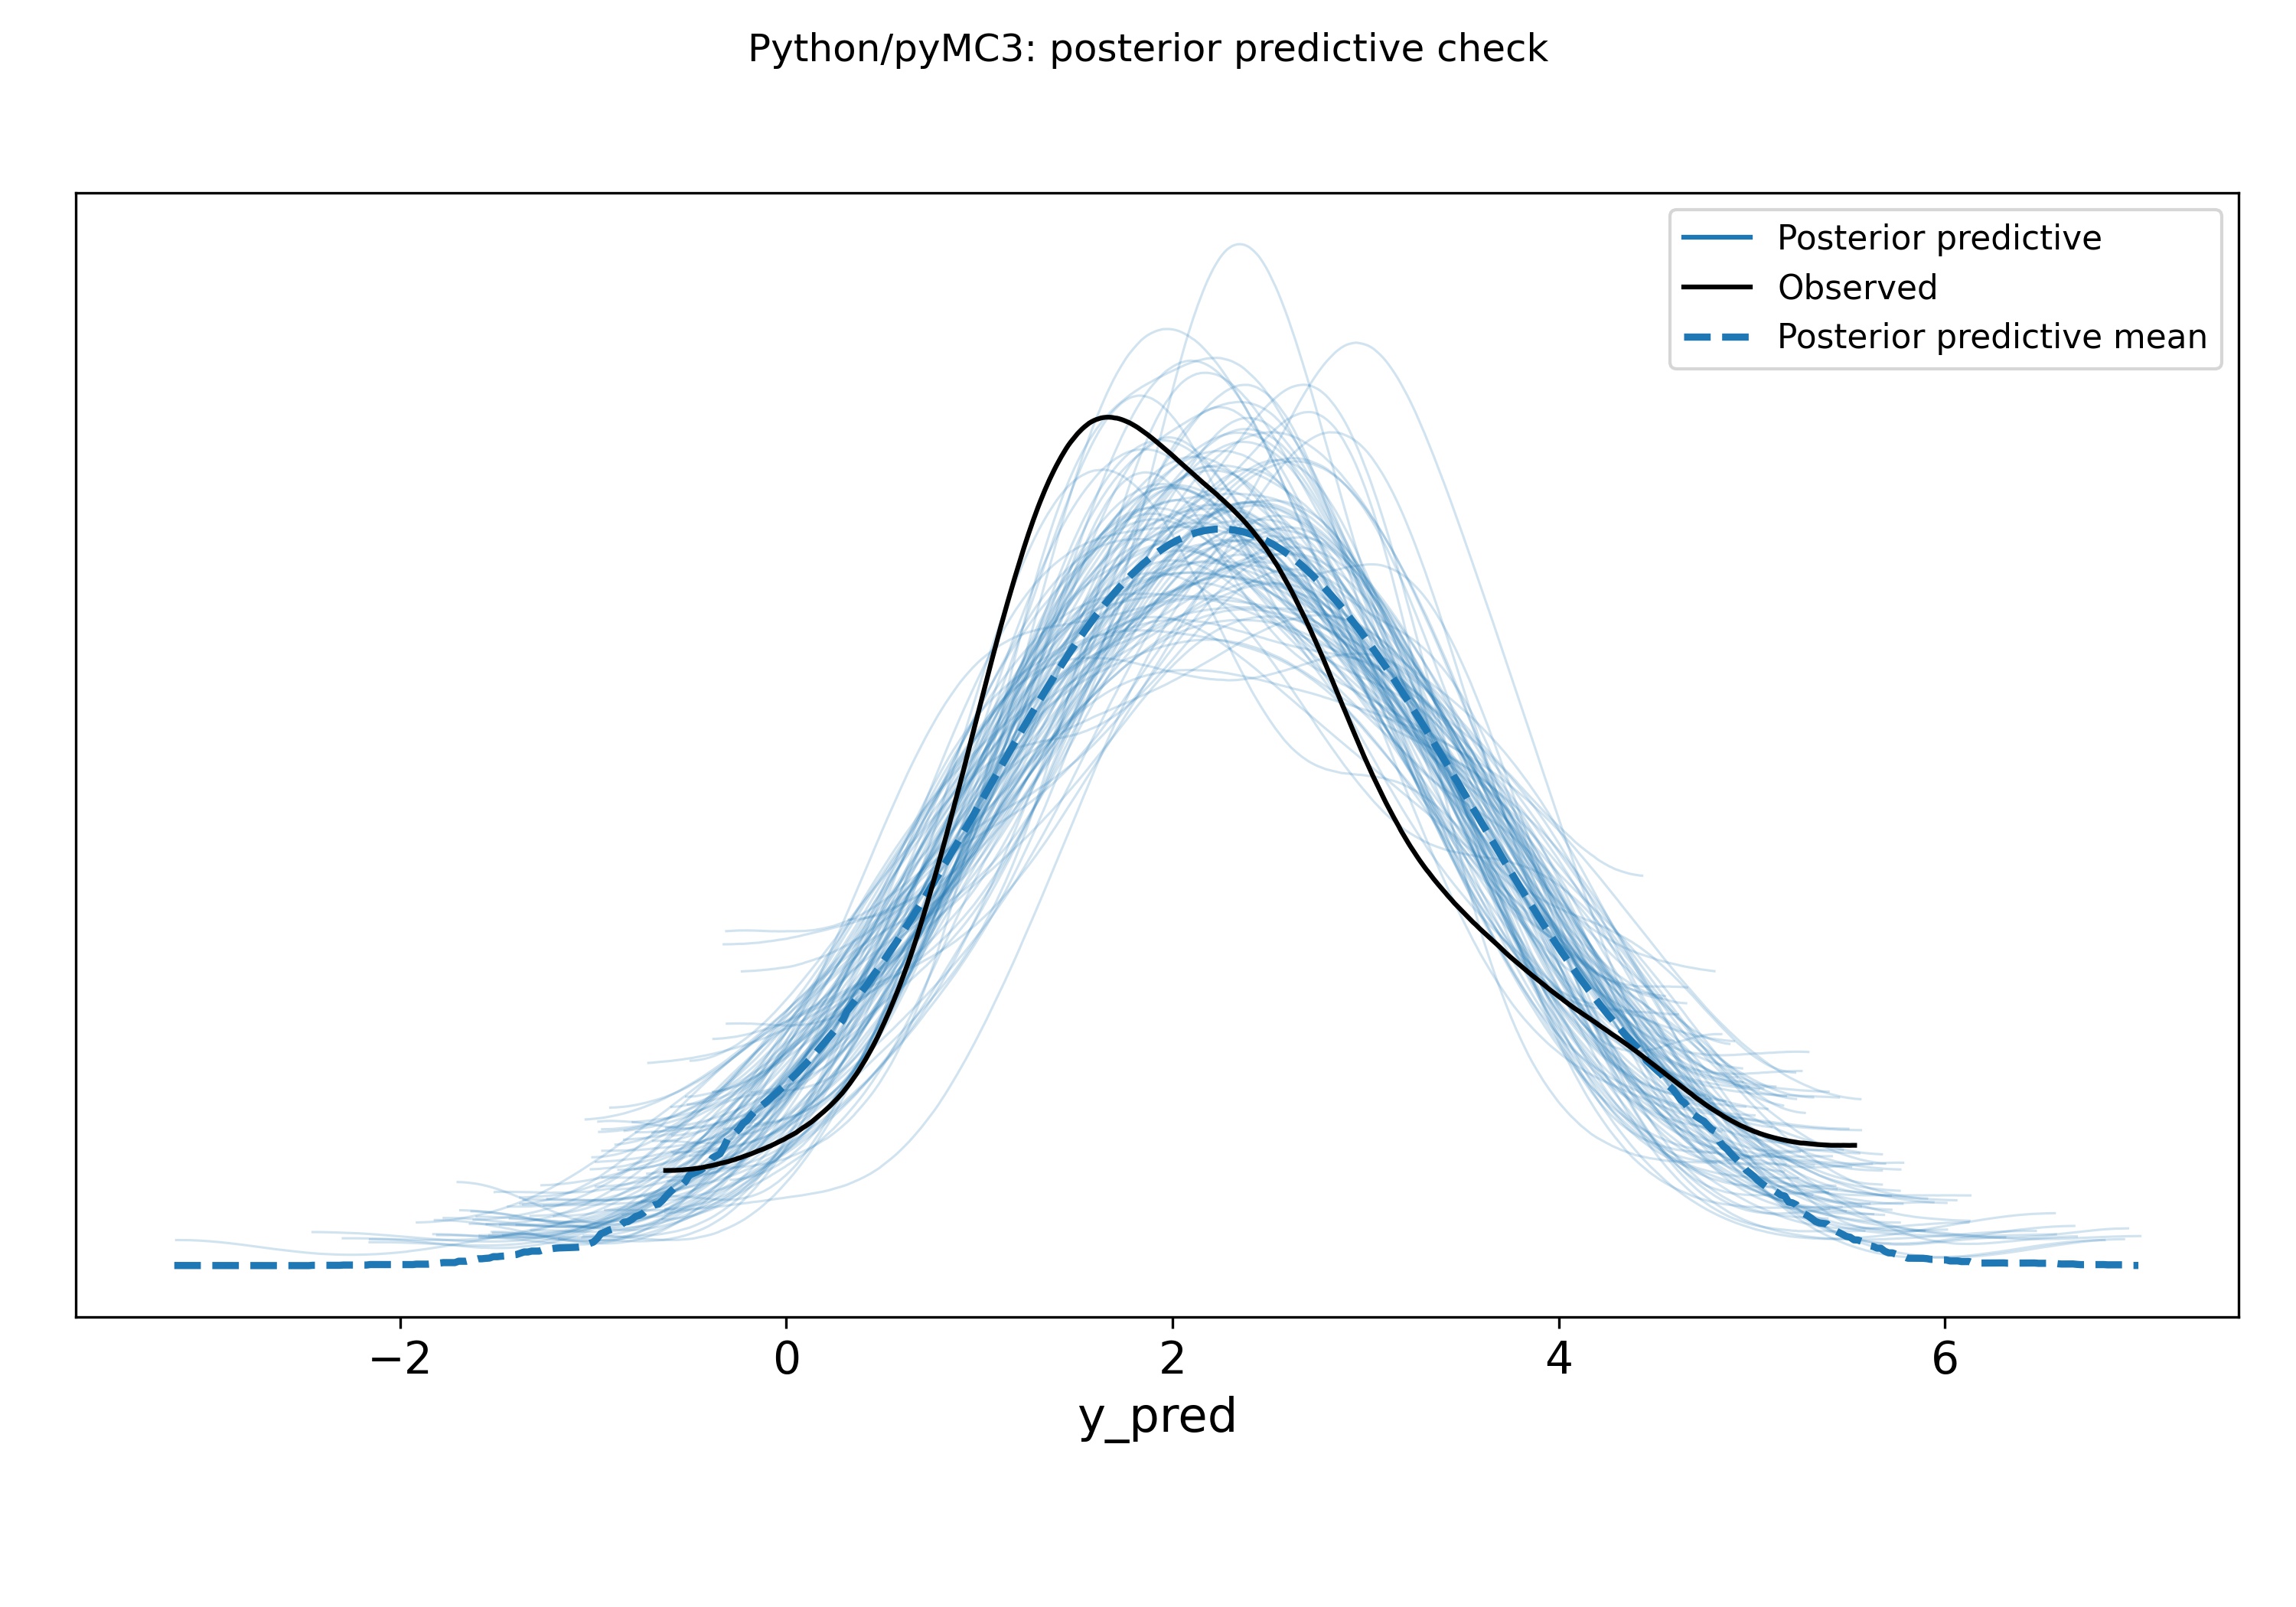 Python/pyMC3: posterior predictive check
Posterior predictive
Observed
Posterior predictive mean
−2 0 2 4 6
y_pred